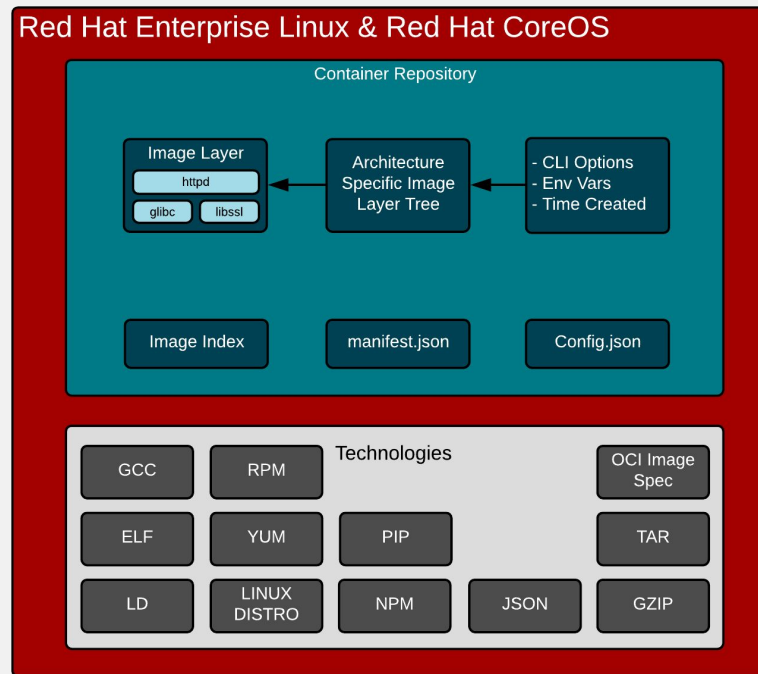 Red Hat Enterprise Linux & Red Hat CoreOS
Container Repository
Image Layer
httpd
glibc
libssl
Architecture
Specific Image
Layer Tree
- CLI Options
- Env Vars
- Time Created
Image Index
manifest.json
Config.json
Technologies
GCC
RPM
OCI Image
Spec
ELF
YUM
PIP
TAR
LD
LINUX
DISTRO
NPM
JSON
GZIP